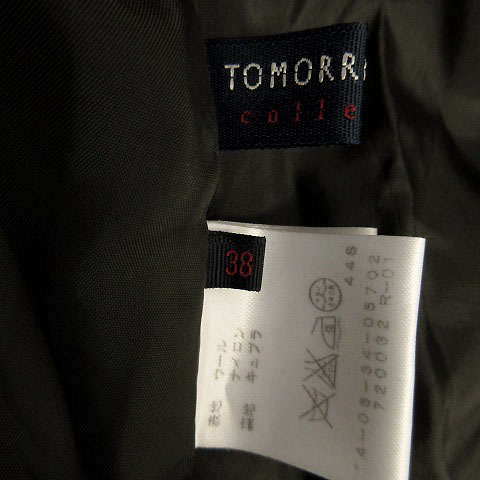 TOMORR
colle
38
446
14-03-34-05702
720032 R-01
表地 ウール
ナイロン
裏地 キュプラ